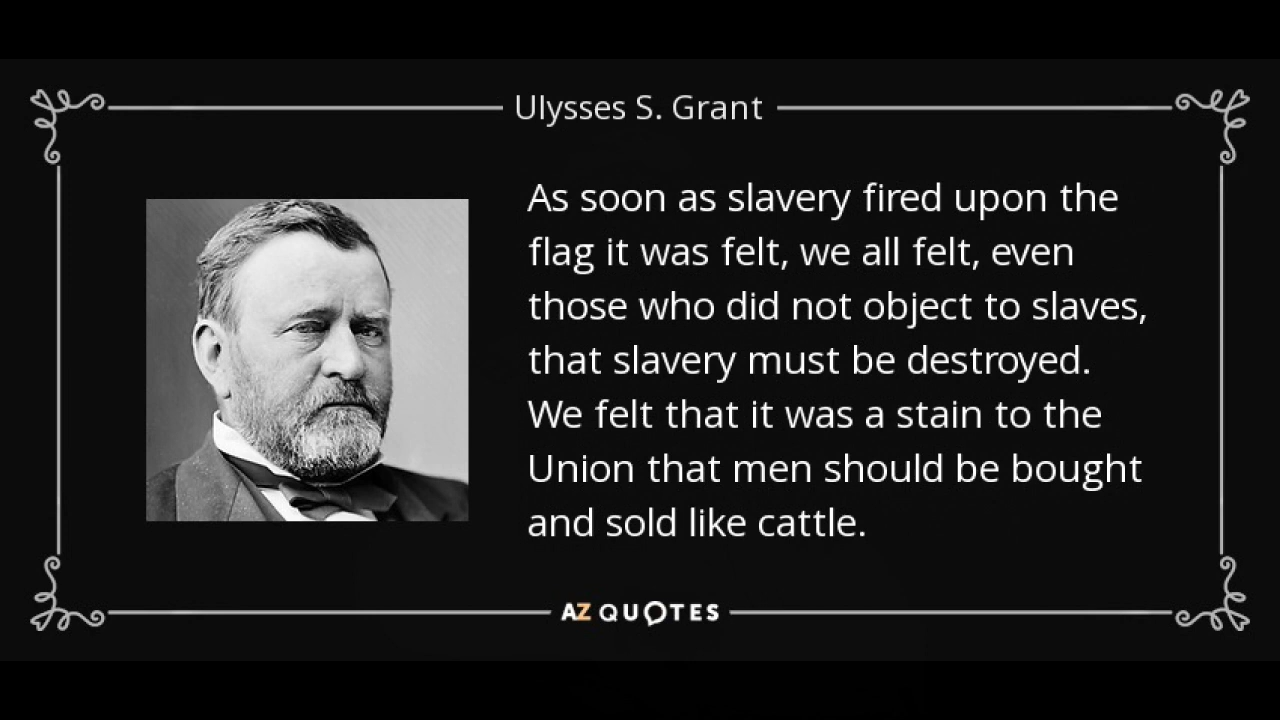 Ulysses S. Grant
As soon as slavery fired upon the
flag it was felt, we all felt, even
those who did not object to slaves,
that slavery must be destroyed.
We felt that it was a stain to the
Union that men should be bought
and sold like cattle.
AZ QUOTES